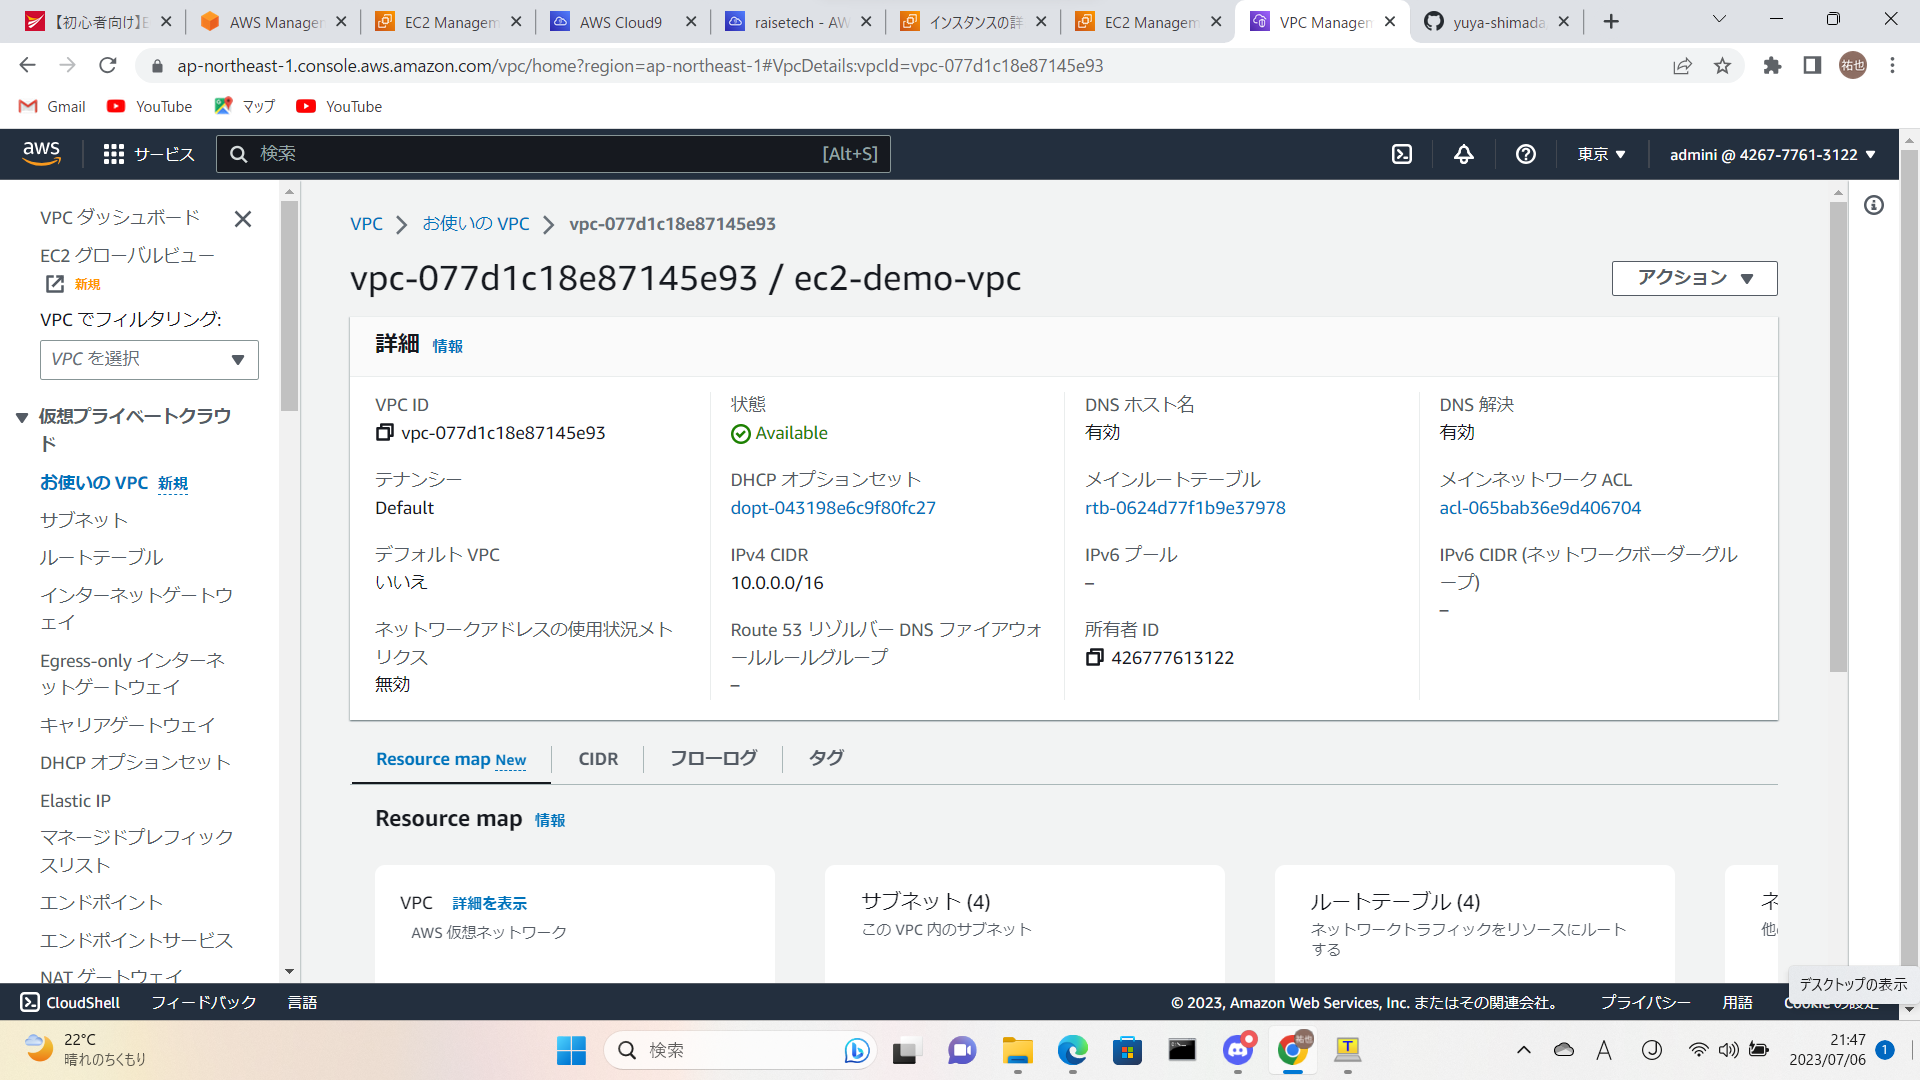 【初心者向け】E
AWS Managem
EC2 Managem
AWS Cloud9
raisetech - AW
インスタンスの詳
EC2 Managem
VPC Managem
yuya-shimada
ap-northeast-1.console.aws.amazon.com/vpc/home?region=ap-northeast-1#VpcDetails:vpcId=vpc-077d1c18e87145e93
祐也
Gmail
YouTube
マップ
YouTube
aws
サービス
検索
[Alt+S]
東京
admini @ 4267-7761-3122
VPC ダッシュボード
EC2 グローバルビュー
新規
VPC でフィルタリング:
VPC を選択
仮想プライベートクラウ
ド
お使いの VPC 新規
サブネット
ルートテーブル
インターネットゲートウ
ェイ
Egress-only インターネ
ットゲートウェイ
キャリアゲートウェイ
DHCP オプションセット
Elastic IP
マネージドプレフィック
スリスト
エンドポイント
エンドポイントサービス
NAT ゲートウェイ
VPC
お使いの VPC
vpc-077d1c18e87145e93
vpc-077d1c18e87145e93 / ec2-demo-vpc
アクション
詳細 情報
VPC ID
vpc-077d1c18e87145e93
状態
Available
DNS ホスト名
有効
DNS 解決
有効
テナンシー
Default
DHCP オプションセット
dopt-043198e6c9f80fc27
メインルートテーブル
rtb-0624d77f1b9e37978
メインネットワーク ACL
acl-065bab36e9d406704
デフォルト VPC
いいえ
IPv4 CIDR
10.0.0.0/16
IPv6 プール
–
IPv6 CIDR (ネットワークボーダーグル
ープ)
–
ネットワークアドレスの使用状況メト
リクス
無効
Route 53 リゾルバー DNS ファイアウォ
ールルールグループ
–
所有者 ID
426777613122
Resource map New
CIDR
フローログ
タグ
Resource map 情報
VPC 詳細を表示
AWS 仮想ネットワーク
サブネット (4)
この VPC 内のサブネット
ルートテーブル (4)
ネットワークトラフィックをリソースにルート
する
ネ
他
デスクトップの表示
CloudShell
フィードバック
言語
© 2023, Amazon Web Services, Inc. またはその関連会社。
プライバシー
用語
Cookie の設定
22°C
晴れのちくもり
検索
A
21:47
2023/07/06
1